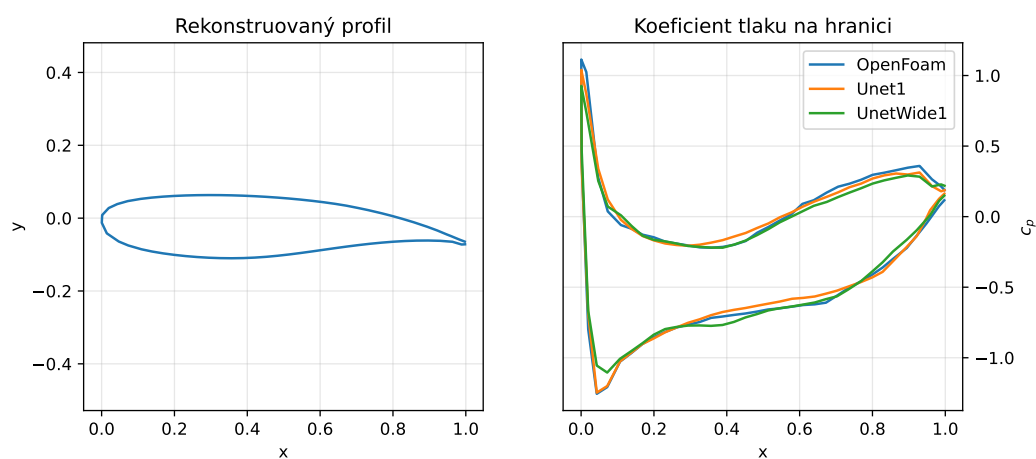 Rekonstruovaný profil
y
0.4
0.2
0.0
−0.2
−0.4
0.0 0.2 0.4 0.6 0.8 1.0
x
Koeficient tlaku na hranici
OpenFoam
Unet1
UnetWide1
1.0
0.5
0.0
−0.5
−1.0
cp
0.0 0.2 0.4 0.6 0.8 1.0
x